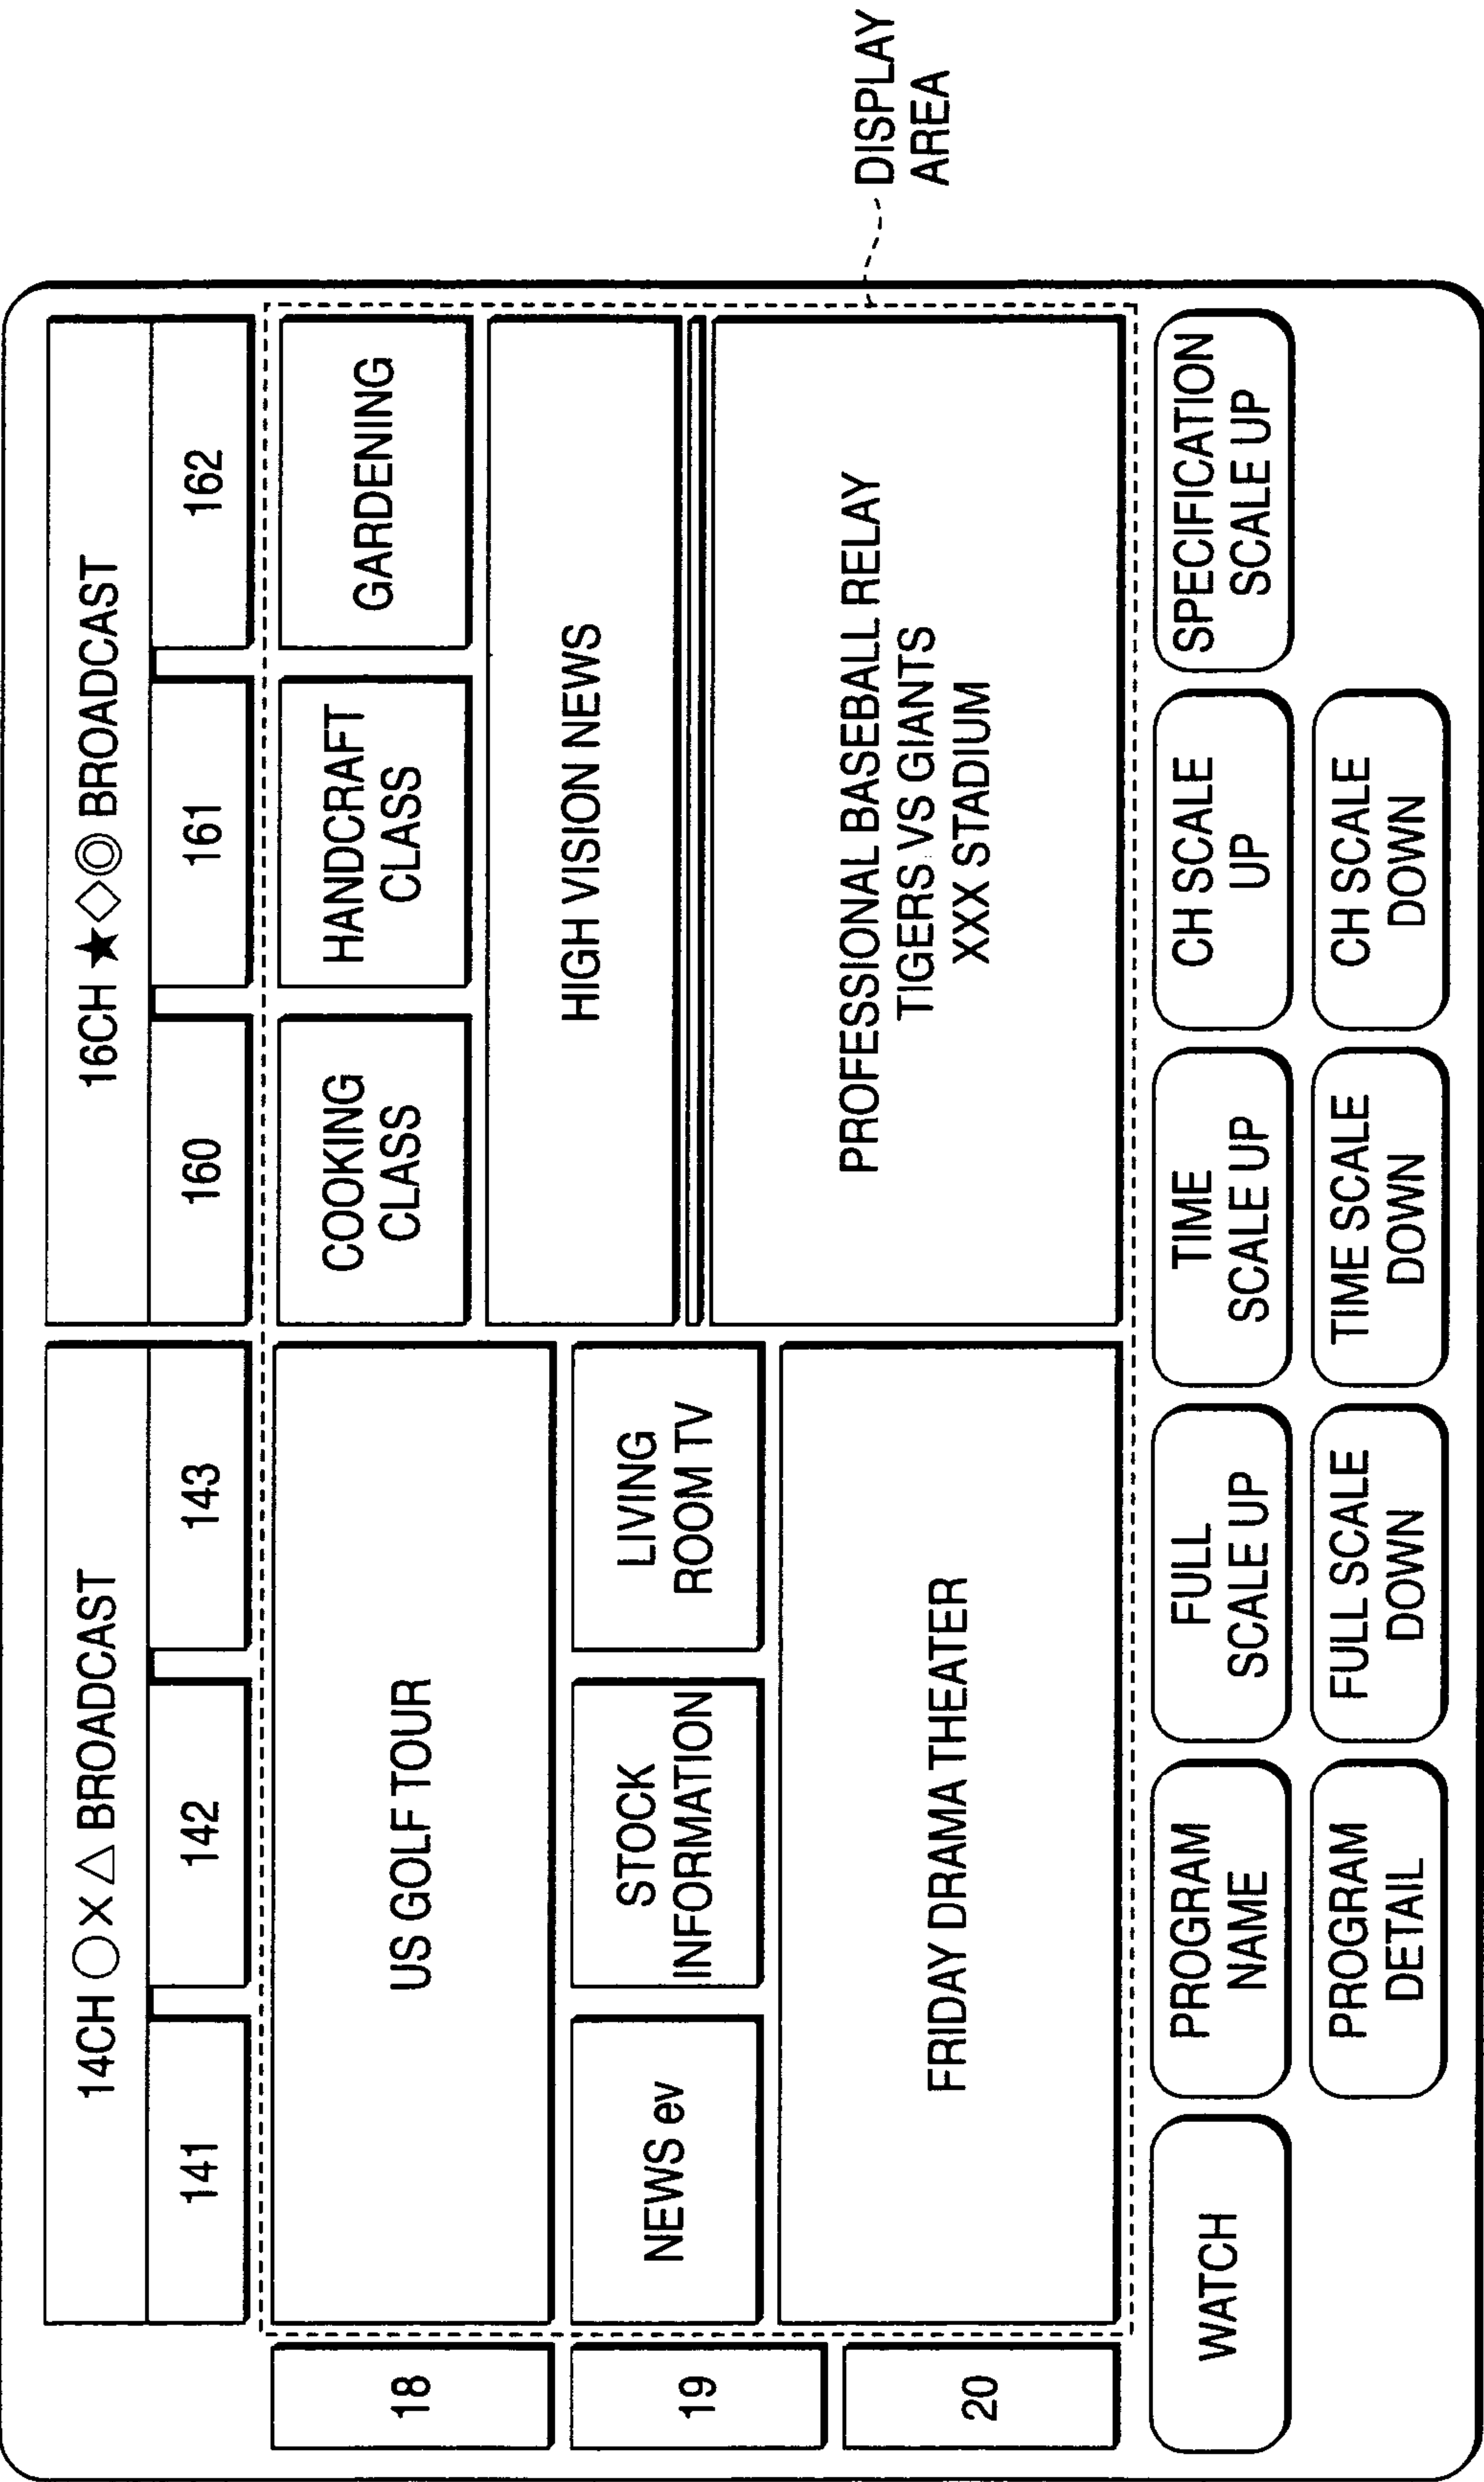 14CH ○×△ BROADCAST
16CH ★◇◎ BROADCAST
141
142
143
160
161
162
18
US GOLF TOUR
COOKING
CLASS
HANDCRAFT
CLASS
GARDENING
19
NEWS ev
STOCK
INFORMATION
LIVING
ROOM TV
HIGH VISION NEWS
20
FRIDAY DRAMA THEATER
PROFESSIONAL BASEBALL RELAY
TIGERS VS GIANTS
XXX STADIUM
DISPLAY
AREA
WATCH
PROGRAM
NAME
FULL
SCALE UP
TIME
SCALE UP
CH SCALE
UP
SPECIFICATION
SCALE UP
PROGRAM
DETAIL
FULL SCALE
DOWN
TIME SCALE
DOWN
CH SCALE
DOWN